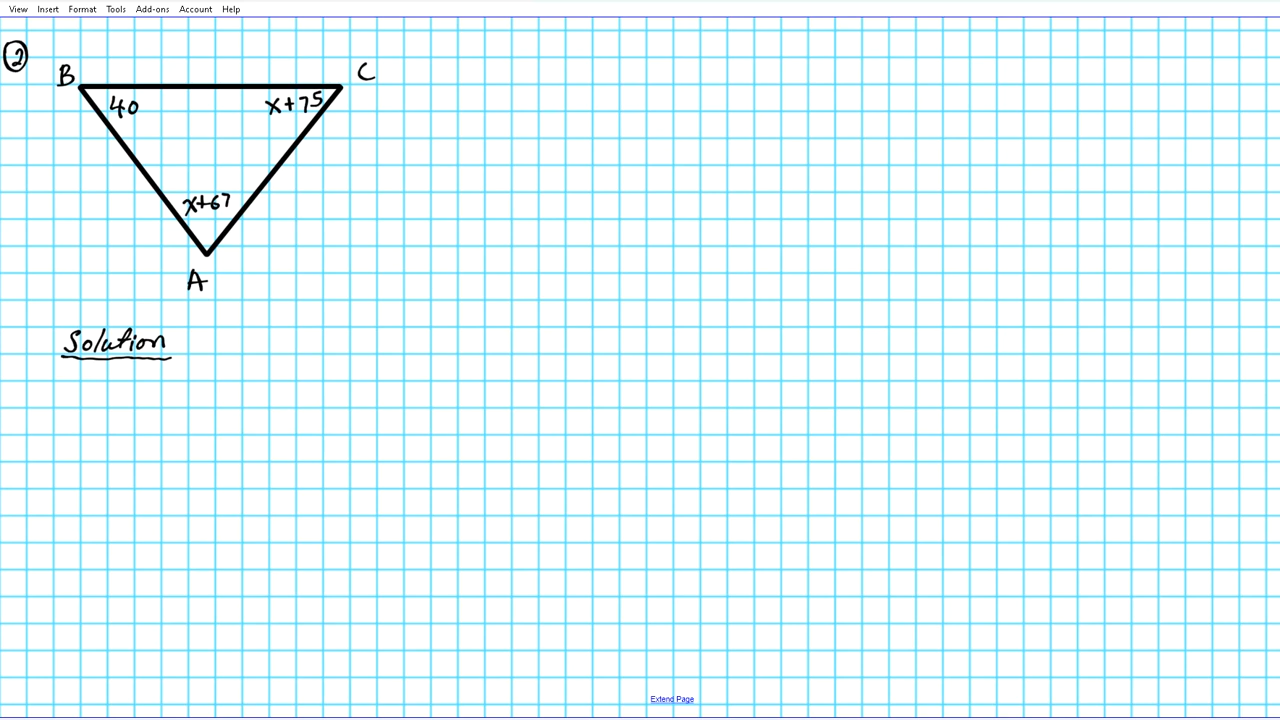 View Insert Format Tools Add-ons Account Help
2
B
C
40
x+75
x+67
A
Solution
Extend Page